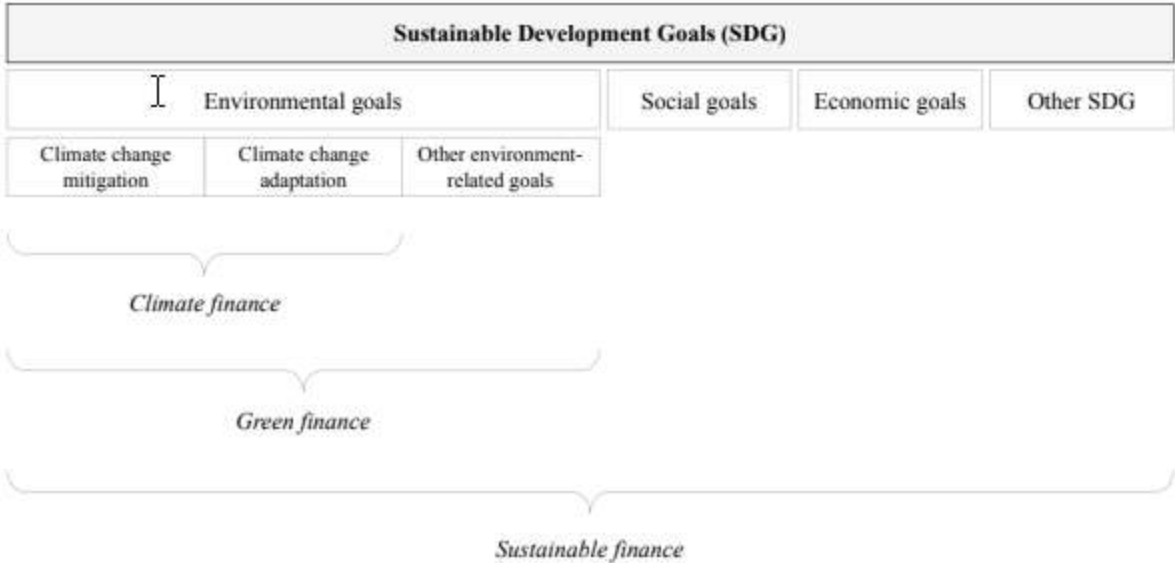 Sustainable Development Goals (SDG)
Environmental goals
Social goals
Economic goals
Other SDG
Climate change
mitigation
Climate change
adaptation
Other environment-
related goals
Climate finance
Green finance
Sustainable finance